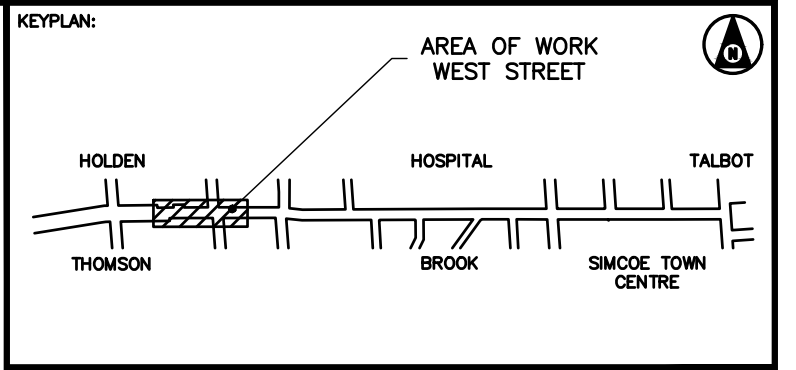 KEYPLAN:
AREA OF WORK
WEST STREET
N
HOLDEN
HOSPITAL
TALBOT
THOMSON
BROOK
SIMCOE TOWN
CENTRE